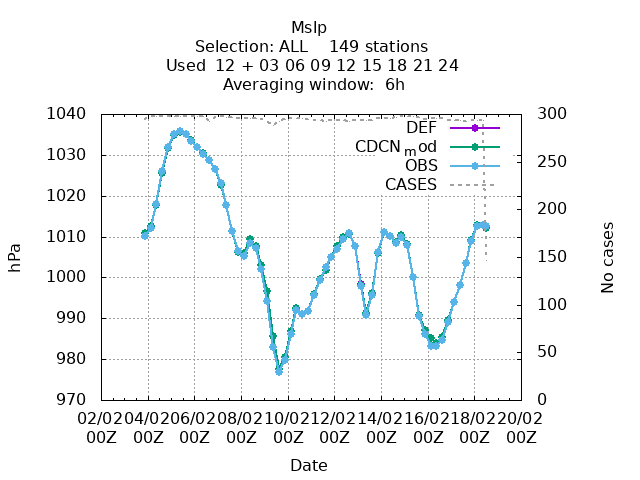 Mslp
Selection: ALL    149 stations
Used  12 + 03 06 09 12 15 18 21 24
Averaging window:  6h
1040
1030
1020
1010
1000
990
980
970
hPa
300
250
200
150
100
50
0
No cases
DEF
CDCN_mod
OBS
CASES
02/02 04/02 06/02 08/02 10/02 12/02 14/02 16/02 18/02 20/02
00Z 00Z 00Z 00Z 00Z 00Z 00Z 00Z 00Z 00Z
Date